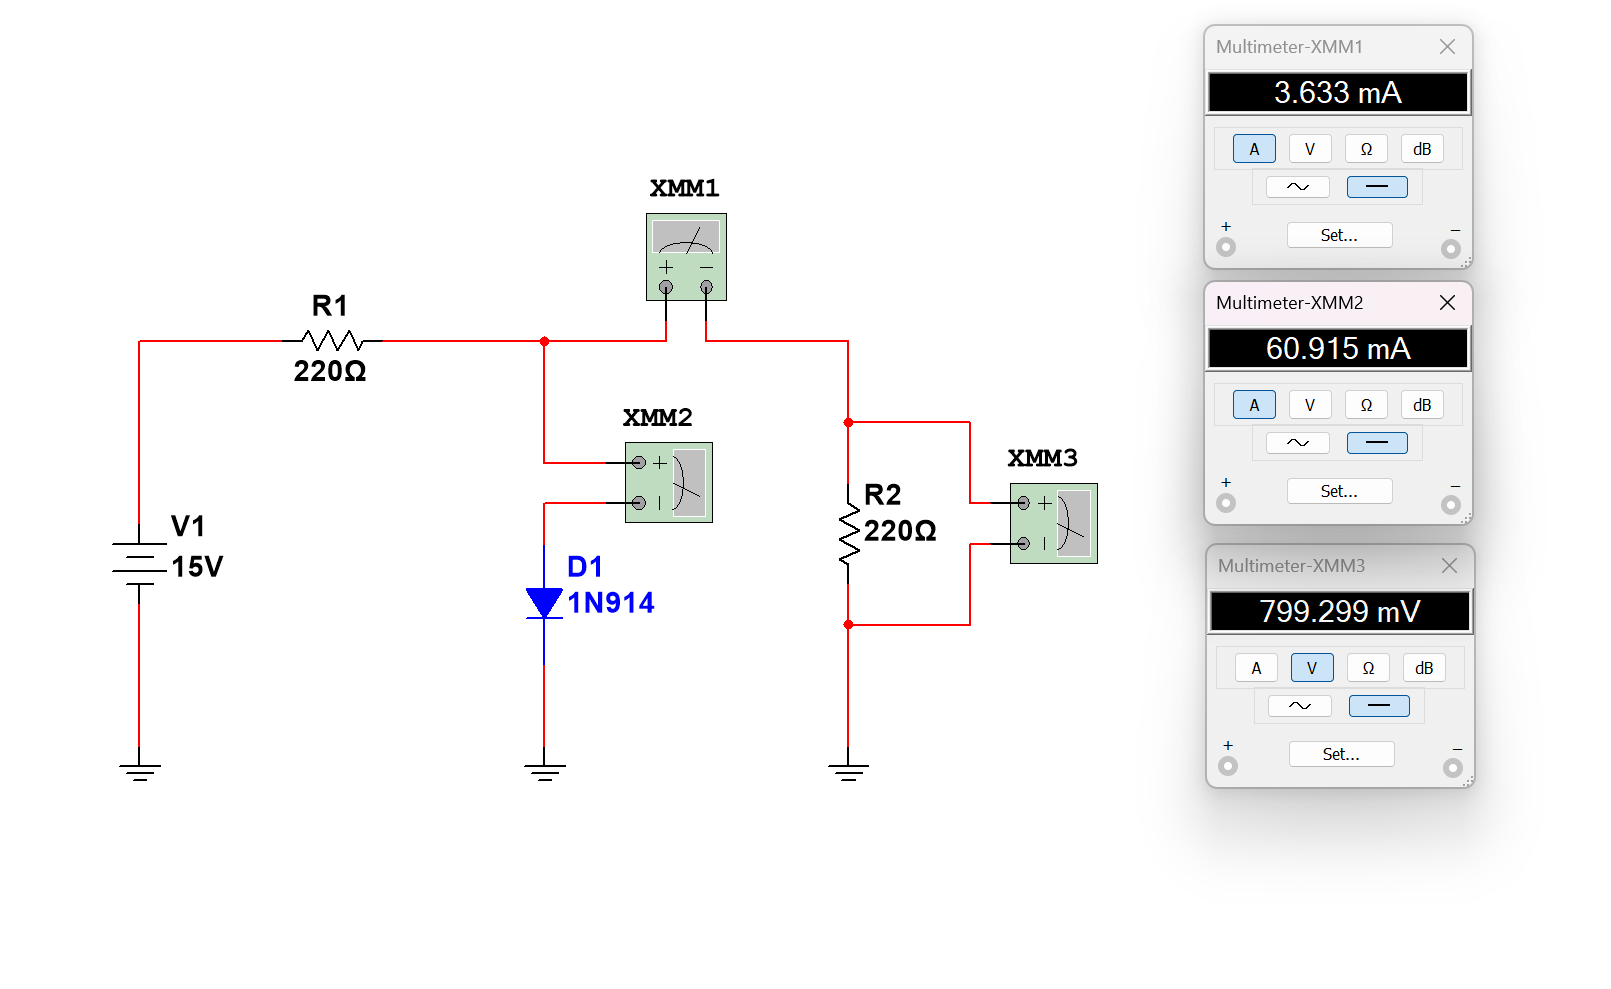 XMM1
+ −
R1
220Ω
XMM2
+
−
V1
15V
D1
1N914
R2
220Ω
XMM3
+
−
Multimeter-XMM1
3.633 mA
A V Ω dB
+ −
Set...
Multimeter-XMM2
60.915 mA
A V Ω dB
+ −
Set...
Multimeter-XMM3
799.299 mV
A V Ω dB
+ −
Set...